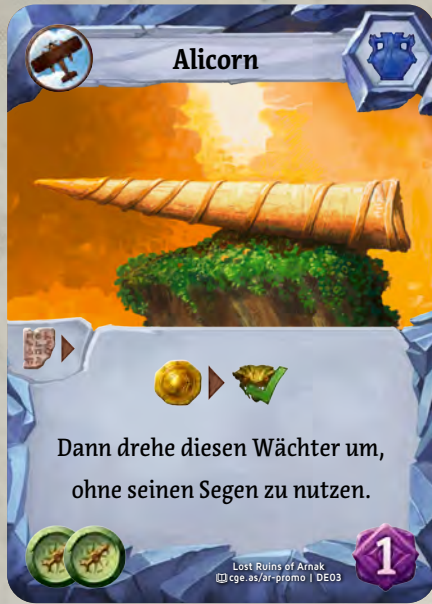 Alicorn
Dann drehe diesen Wächter um,
ohne seinen Segen zu nutzen.
Lost Ruins of Arnak
cge.as/ar-promo | DE03
1